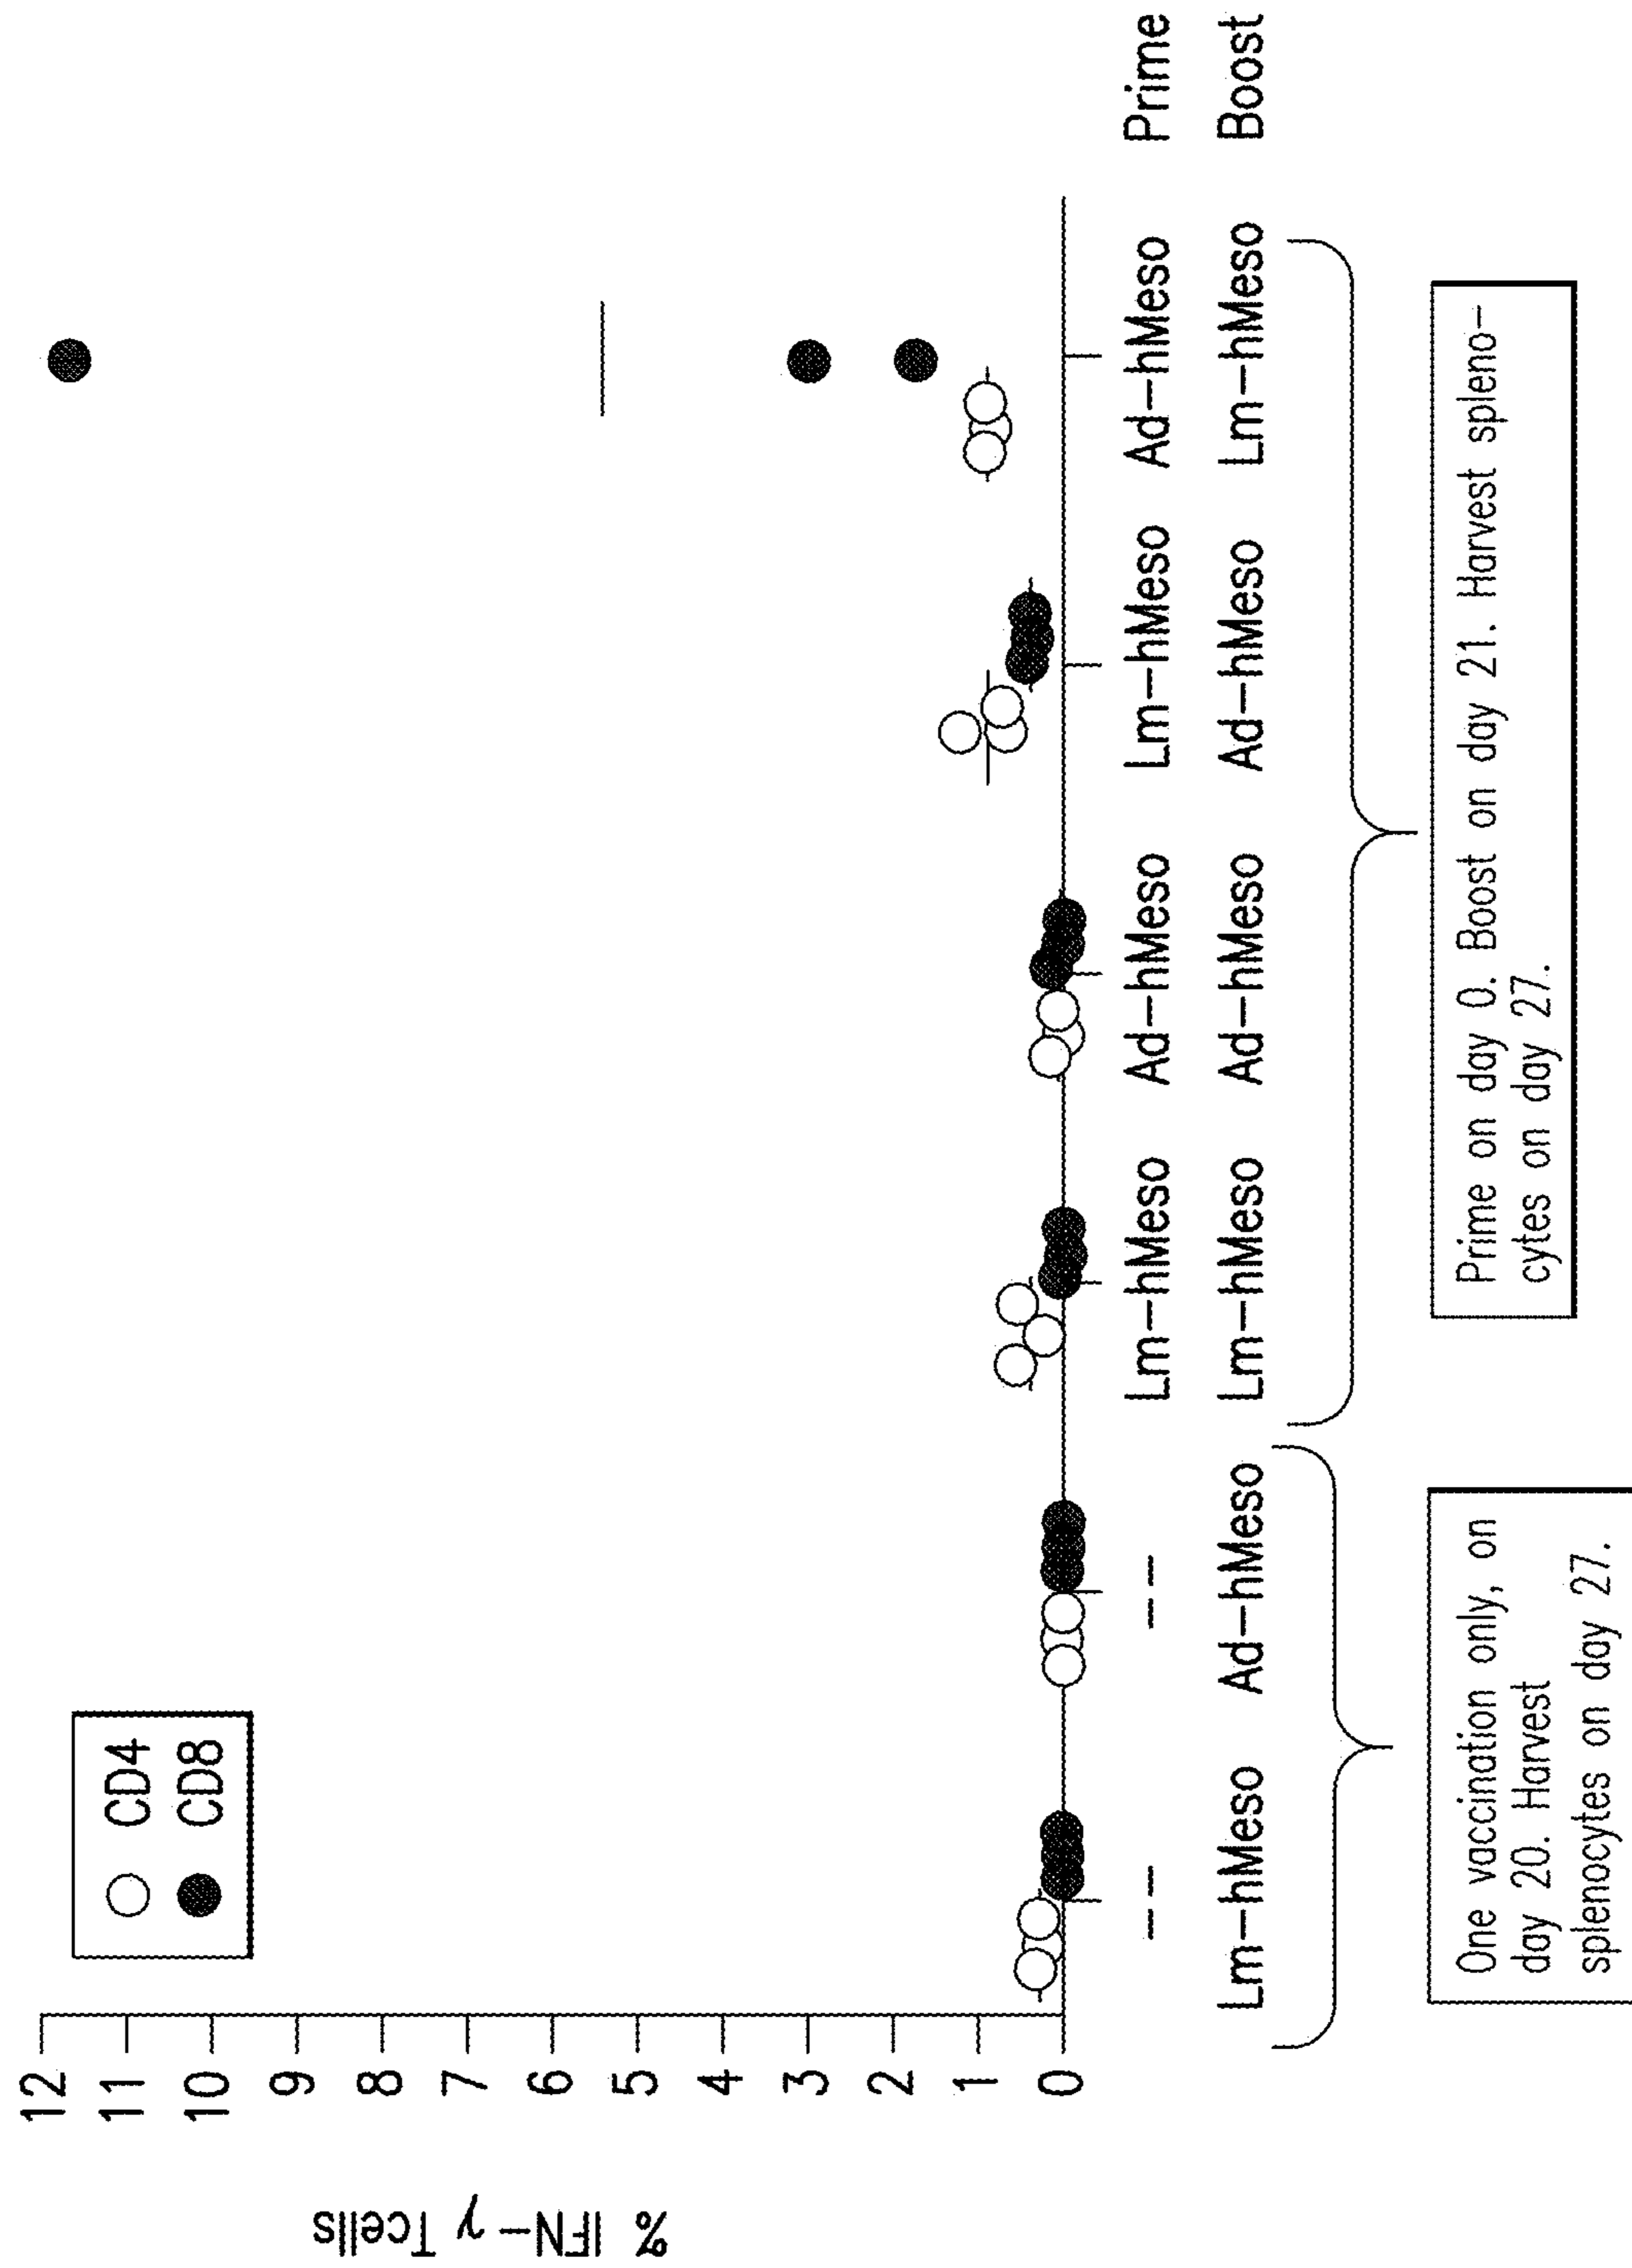 % IFN-γ Tcells
12
11
10
9
8
7
6
5
4
3
2
1
0
CD4
CD8
-- -- Lm-hMeso Ad-hMeso Lm-hMeso Ad-hMeso Prime
Lm-hMeso Ad-hMeso Lm-hMeso Ad-hMeso Ad-hMeso Lm-hMeso Boost
One vaccination only, on
day 20. Harvest
splenocytes on day 27.
Prime on day 0. Boost on day 21. Harvest spleno-
cytes on day 27.